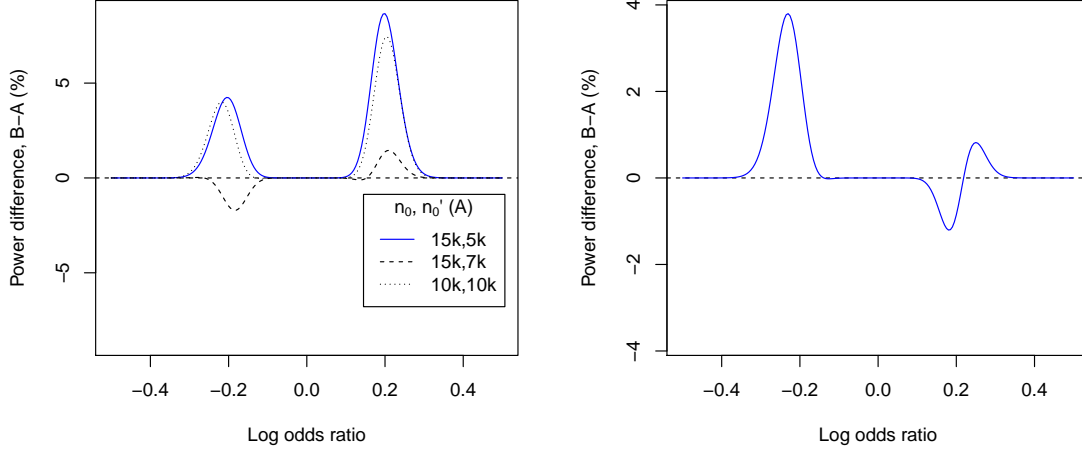 Power difference, B−A (%)
5
0
−5
n₀, n₀' (A)
15k,5k
15k,7k
10k,10k
−0.4 −0.2 0.0 0.2 0.4
Log odds ratio
Power difference, B−A (%)
4
2
0
−2
−4
−0.4 −0.2 0.0 0.2 0.4
Log odds ratio